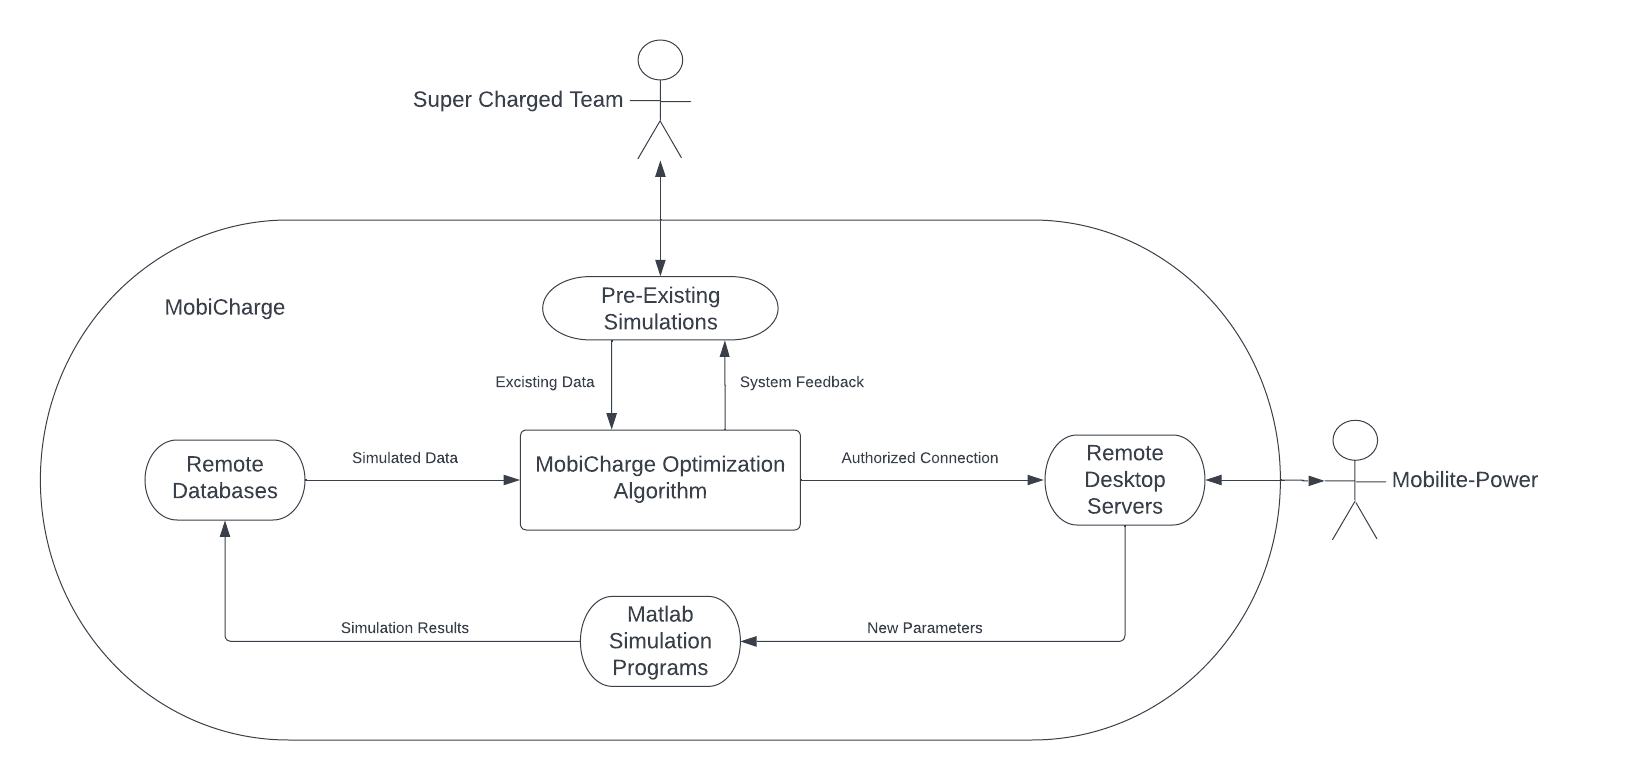 Super Charged Team
MobiCharge
Pre-Existing
Simulations
Excisting Data
System Feedback
Remote
Databases
Simulated Data
MobiCharge Optimization
Algorithm
Authorized Connection
Remote
Desktop
Servers
Mobilite-Power
Simulation Results
Matlab
Simulation
Programs
New Parameters